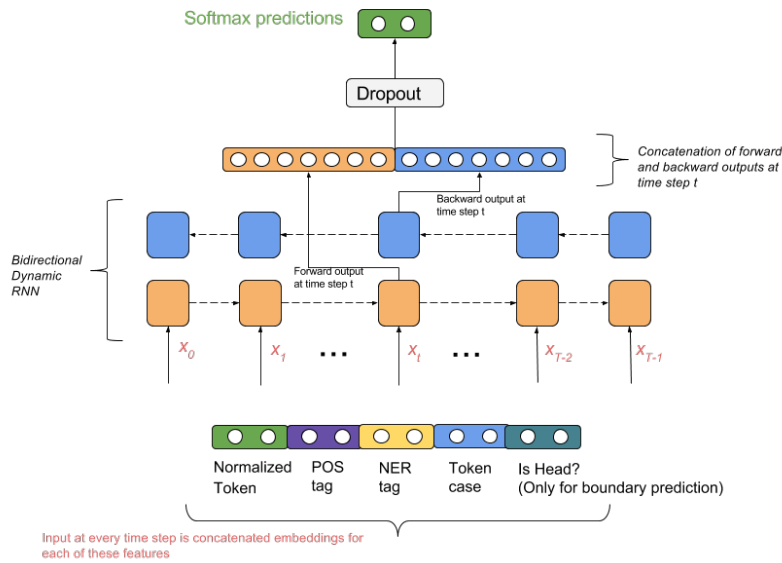 Softmax predictions
Dropout
Concatenation of forward
and backward outputs at
time step t
Backward output at
time step t
Bidirectional
Dynamic
RNN
Forward output
at time step t
x0 x1 ... xt ... xT-2 xT-1
Normalized
Token
POS
tag
NER
tag
Token
case
Is Head?
(Only for boundary prediction)
Input at every time step is concatenated embeddings for
each of these features